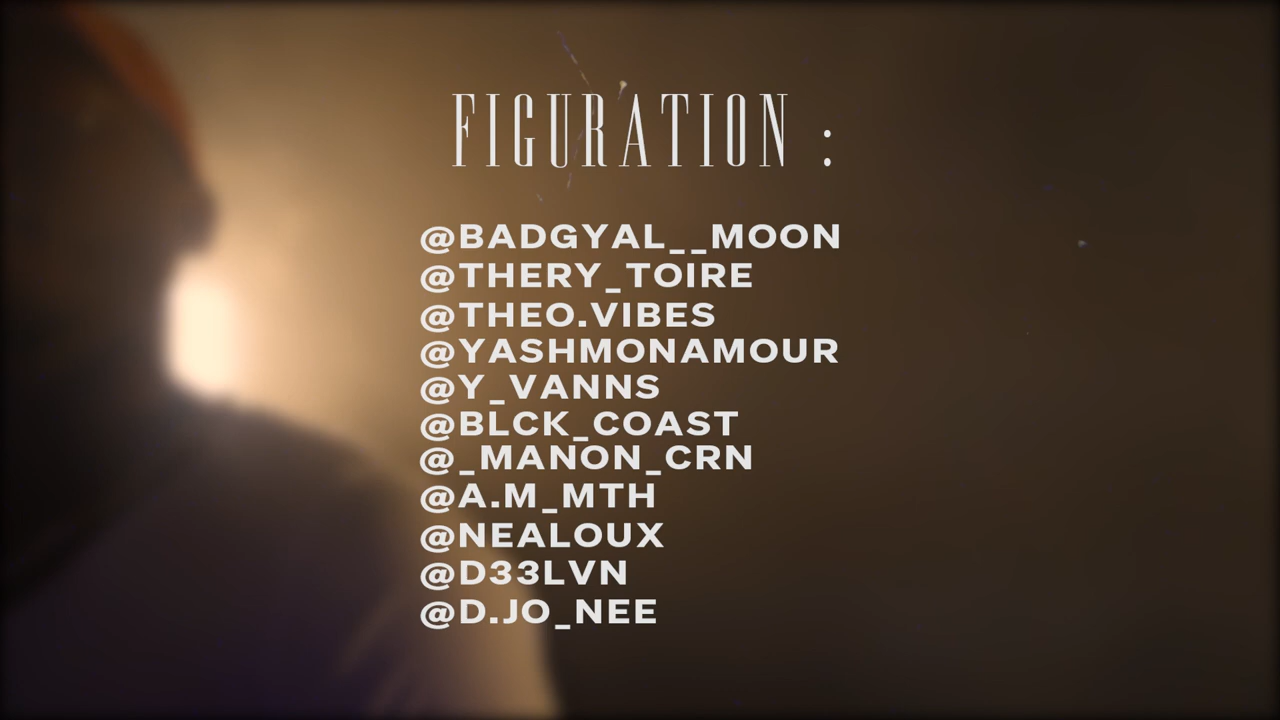 FIGURATION :
@BADGYAL__MOON
@THERY_TOIRE
@THEO.VIBES
@YASHMONAMOUR
@Y_VANNS
@BLCK_COAST
@_MANON_CRN
@A.M_MTH
@NEALOUX
@D33LVN
@D.JO_NEE